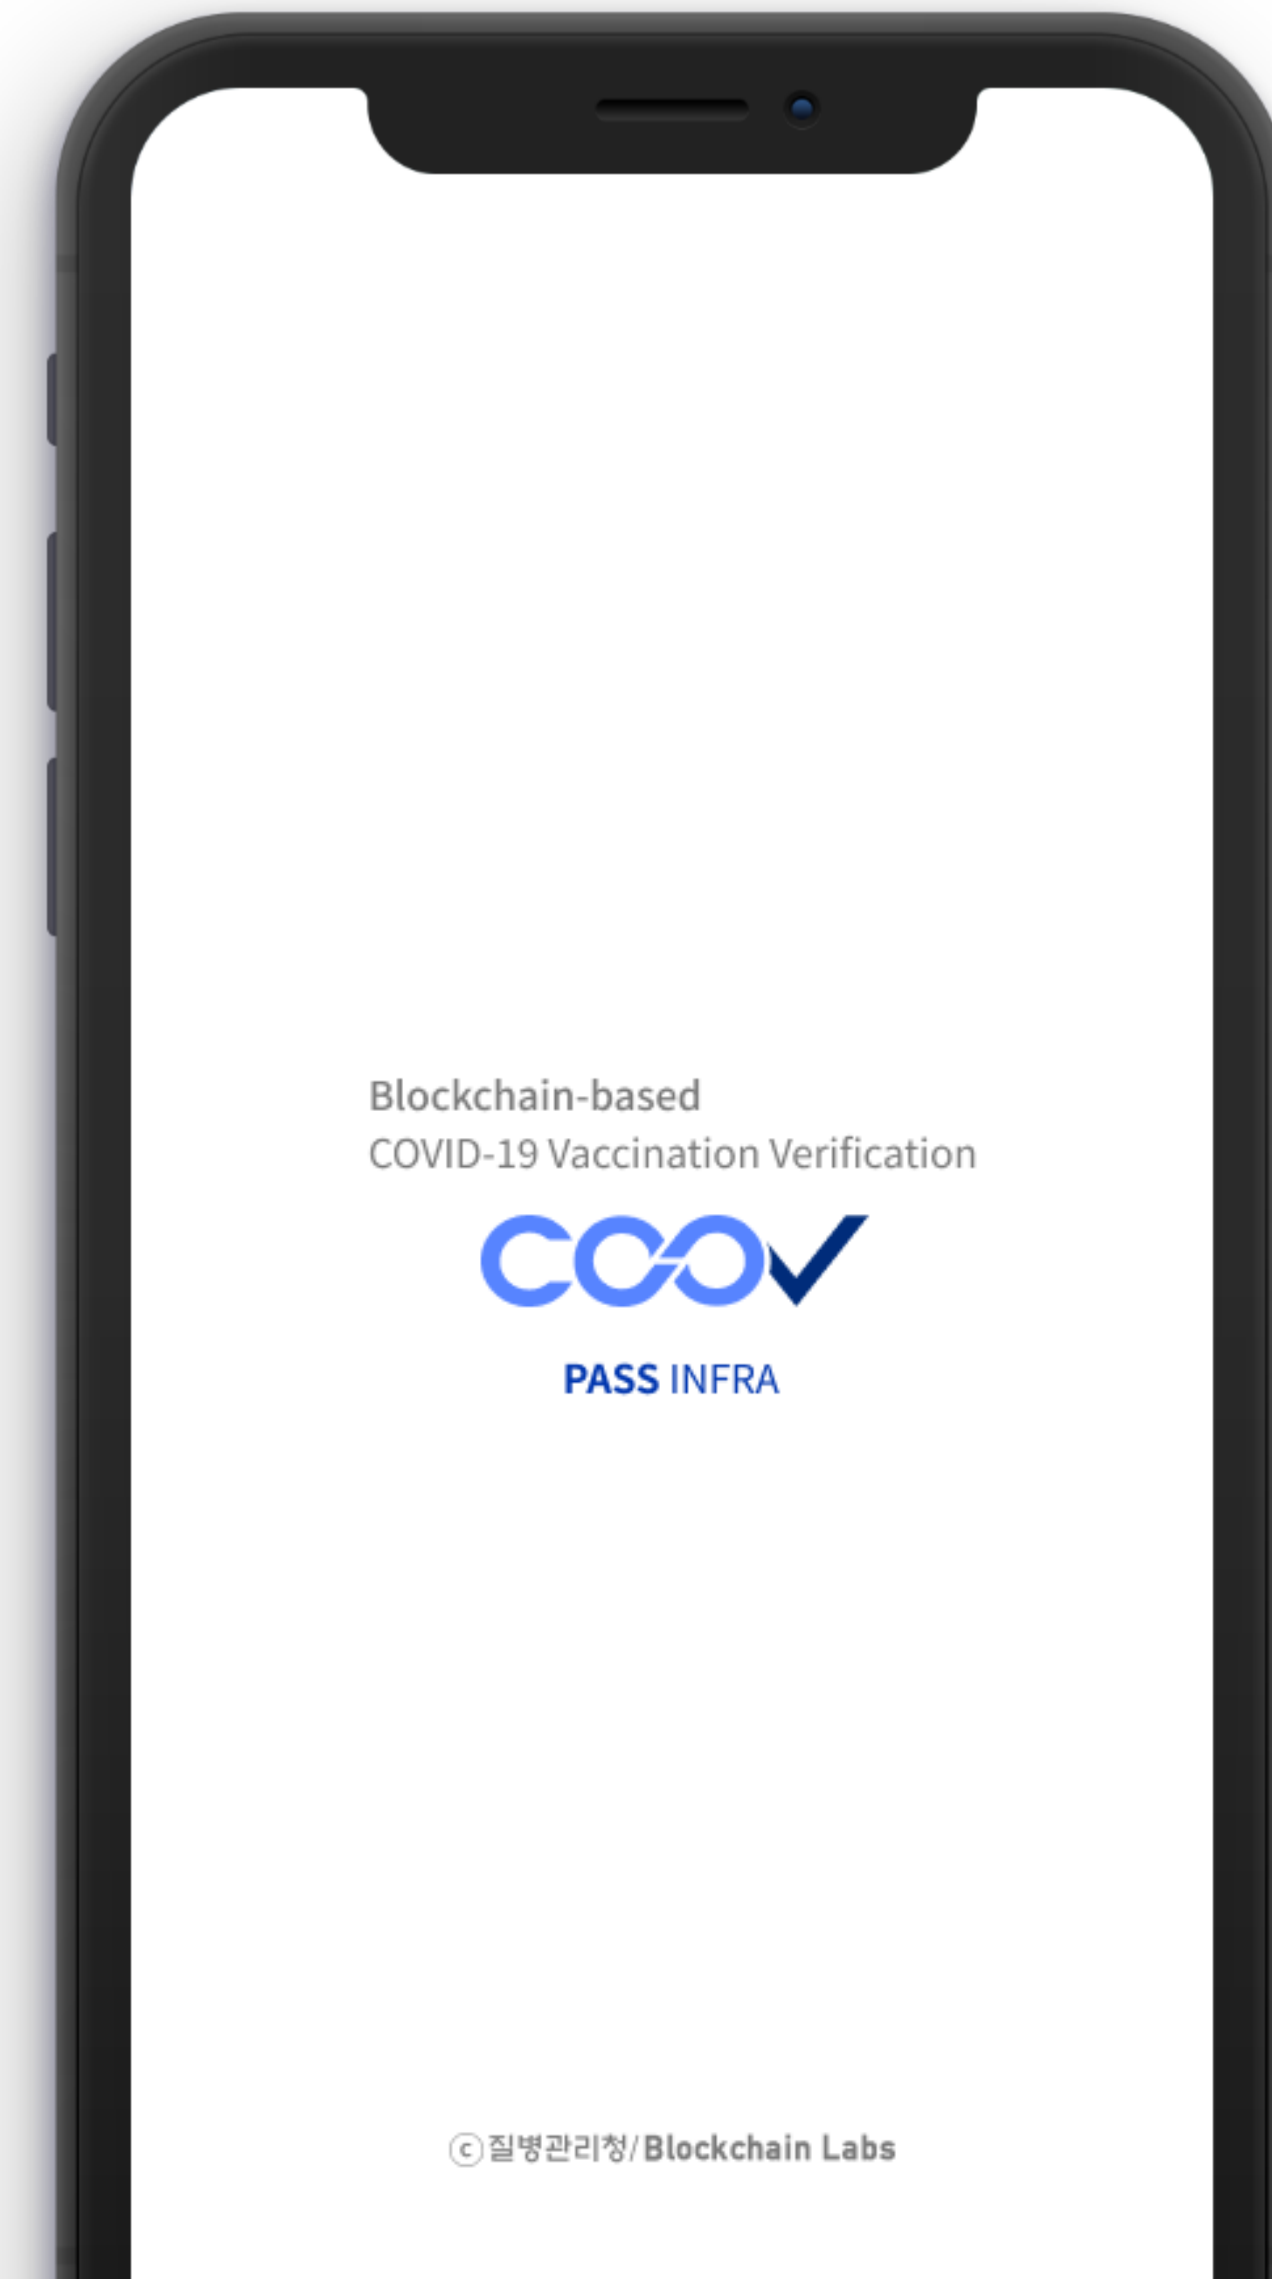 Blockchain-based
COVID-19 Vaccination Verification
COOV
PASS INFRA
ⓒ질병관리청/Blockchain Labs